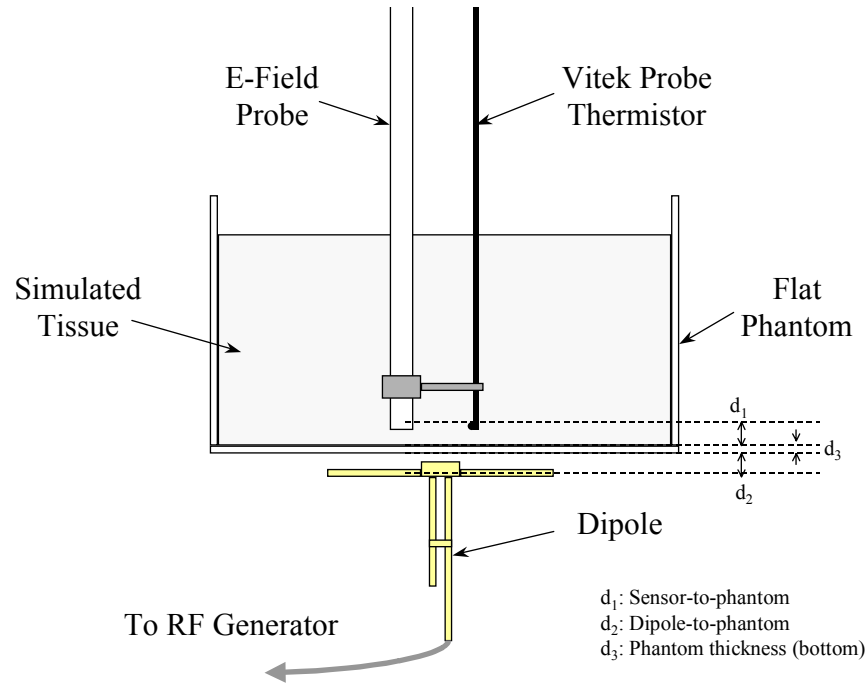 E-Field
Probe
Vitek Probe
Thermistor
Simulated
Tissue
Flat
Phantom
d₁
d₃
d₂
Dipole
To RF Generator
d₁: Sensor-to-phantom
d₂: Dipole-to-phantom
d₃: Phantom thickness (bottom)